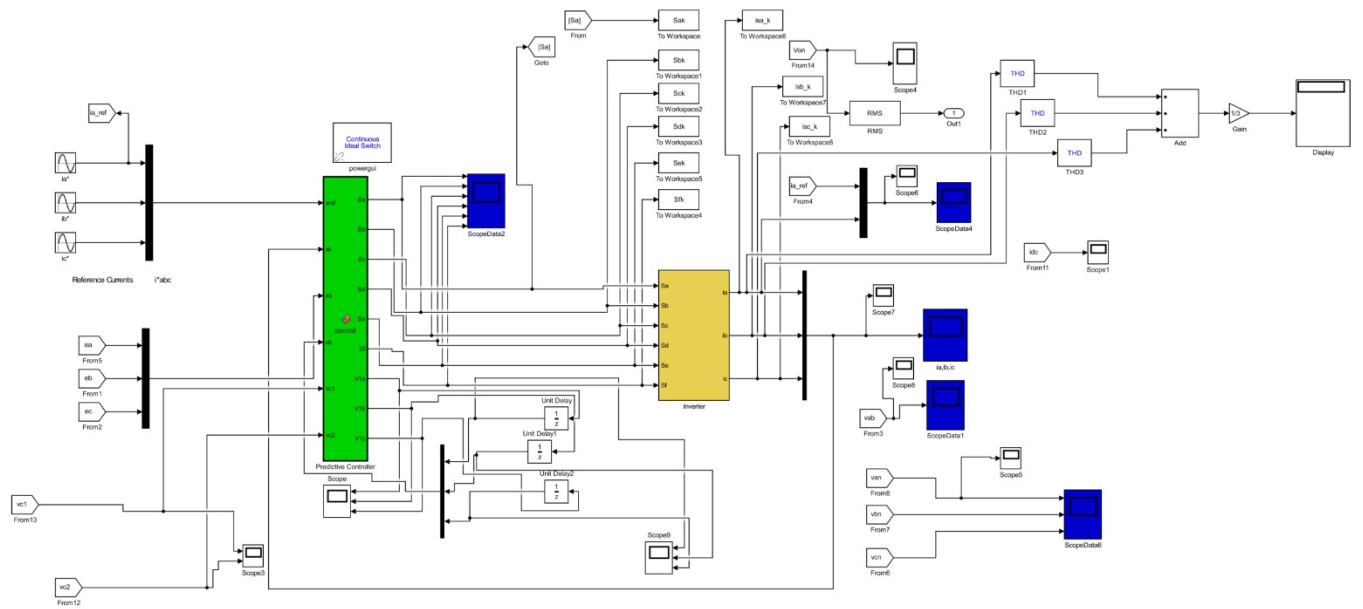 [Sa]
From
Sak
To Workspace
isa_k
To Workspace6
[Sa]
Goto
Von
From14
Scope4
Sbk
To Workspace1
isb_k
To Workspace7
Sck
To Workspace2
Sdk
To Workspace3
isc_k
To Workspace8
RMS
RMS
1
Out1
THD
THD1
THD
THD2
THD
THD3
Add
1/3
Gain
Display
ia_ref
Continuous
Ideal Switch
powergui
Sek
To Workspace5
Sfk
To Workspace4
ia*
ib*
ic*
Reference Currents
i*abc
ScopeData2
ia_ref
From4
Scope6
ScopeData4
idc
From11
Scope1
Sa
Sb
Sc
Sd
Se
Sf
V1a
V1b
V1c
control
vc1
vc2
Predictive Controller
Sa
Sb
Sc
Sd
Se
Sf
ia
ib
ic
Inverter
Scope7
ia,ib,ic
Scope8
vab
From3
ScopeData1
ea
From5
eb
From1
ec
From2
Unit Delay
1
z
Unit Delay1
1
z
Unit Delay2
1
z
Scope
Scope9
van
From8
Scope5
vbn
From7
vcn
From6
ScopeData6
vc1
From13
Scope3
vc2
From12